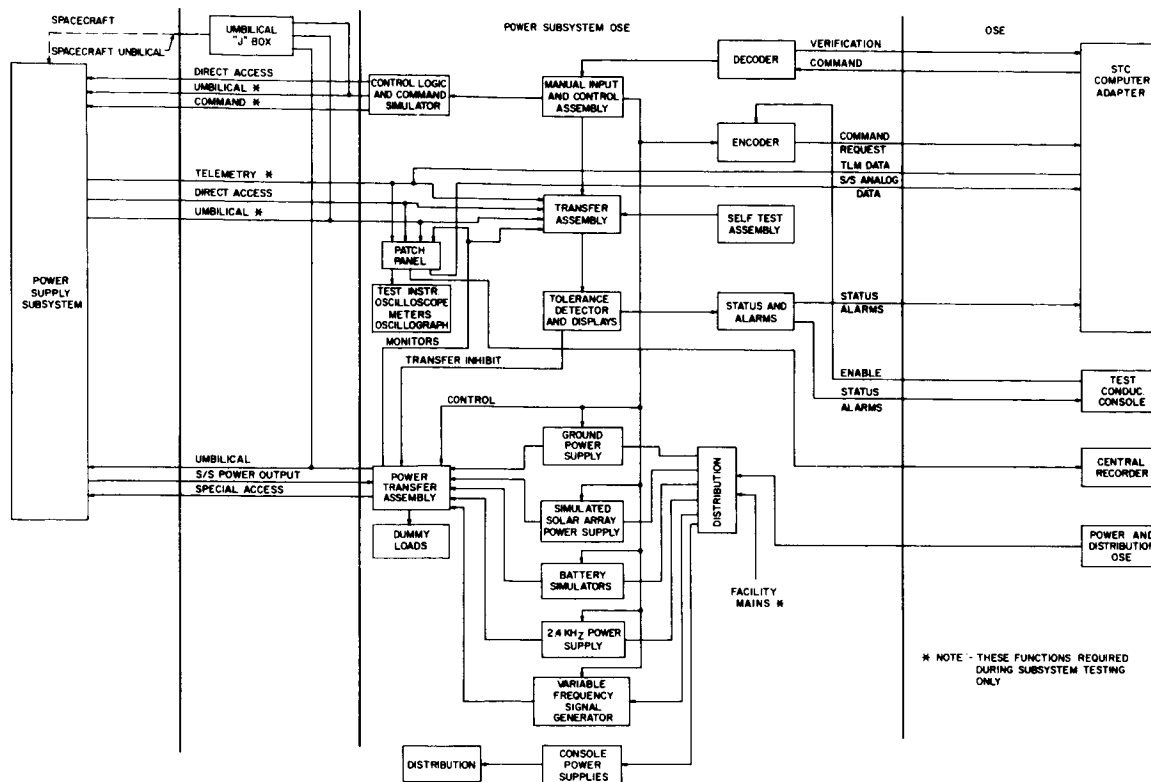 SPACECRAFT
SPACECRAFT UNBILICAL
UMBILICAL
"J" BOX
POWER SUBSYSTEM OSE
OSE
DECODER
VERIFICATION
COMMAND
STC
COMPUTER
ADAPTER
DIRECT ACCESS
UMBILICAL *
COMMAND *
CONTROL LOGIC
AND COMMAND
SIMULATOR
MANUAL INPUT
AND CONTROL
ASSEMBLY
ENCODER
COMMAND
REQUEST
TLM DATA
S/S ANALOG
DATA
TELEMETRY *
DIRECT ACCESS
UMBILICAL *
TRANSFER
ASSEMBLY
SELF TEST
ASSEMBLY
PATCH
PANEL
POWER
SUPPLY
SUBSYSTEM
TEST INSTR.
OSCILLOSCOPE
METERS
OSCILLOGRAPH
TOLERANCE
DETECTOR
AND DISPLAYS
STATUS AND
ALARMS
STATUS
ALARMS
MONITORS
TRANSFER INHIBIT
ENABLE
STATUS
ALARMS
TEST
CONDUC.
CONSOLE
CONTROL
GROUND
POWER SUPPLY
UMBILICAL
S/S POWER OUTPUT
SPECIAL ACCESS
POWER
TRANSFER
ASSEMBLY
DISTRIBUTION
CENTRAL
RECORDER
SIMULATED
SOLAR ARRAY
POWER SUPPLY
DUMMY
LOADS
POWER AND
DISTRIBUTION
OSE
BATTERY
SIMULATORS
FACILITY
MAINS *
2.4 KHZ POWER
SUPPLY
* NOTE - THESE FUNCTIONS REQUIRED
DURING SUBSYSTEM TESTING
ONLY
VARIABLE
FREQUENCY
SIGNAL
GENERATOR
DISTRIBUTION
CONSOLE
POWER SUPPLIES